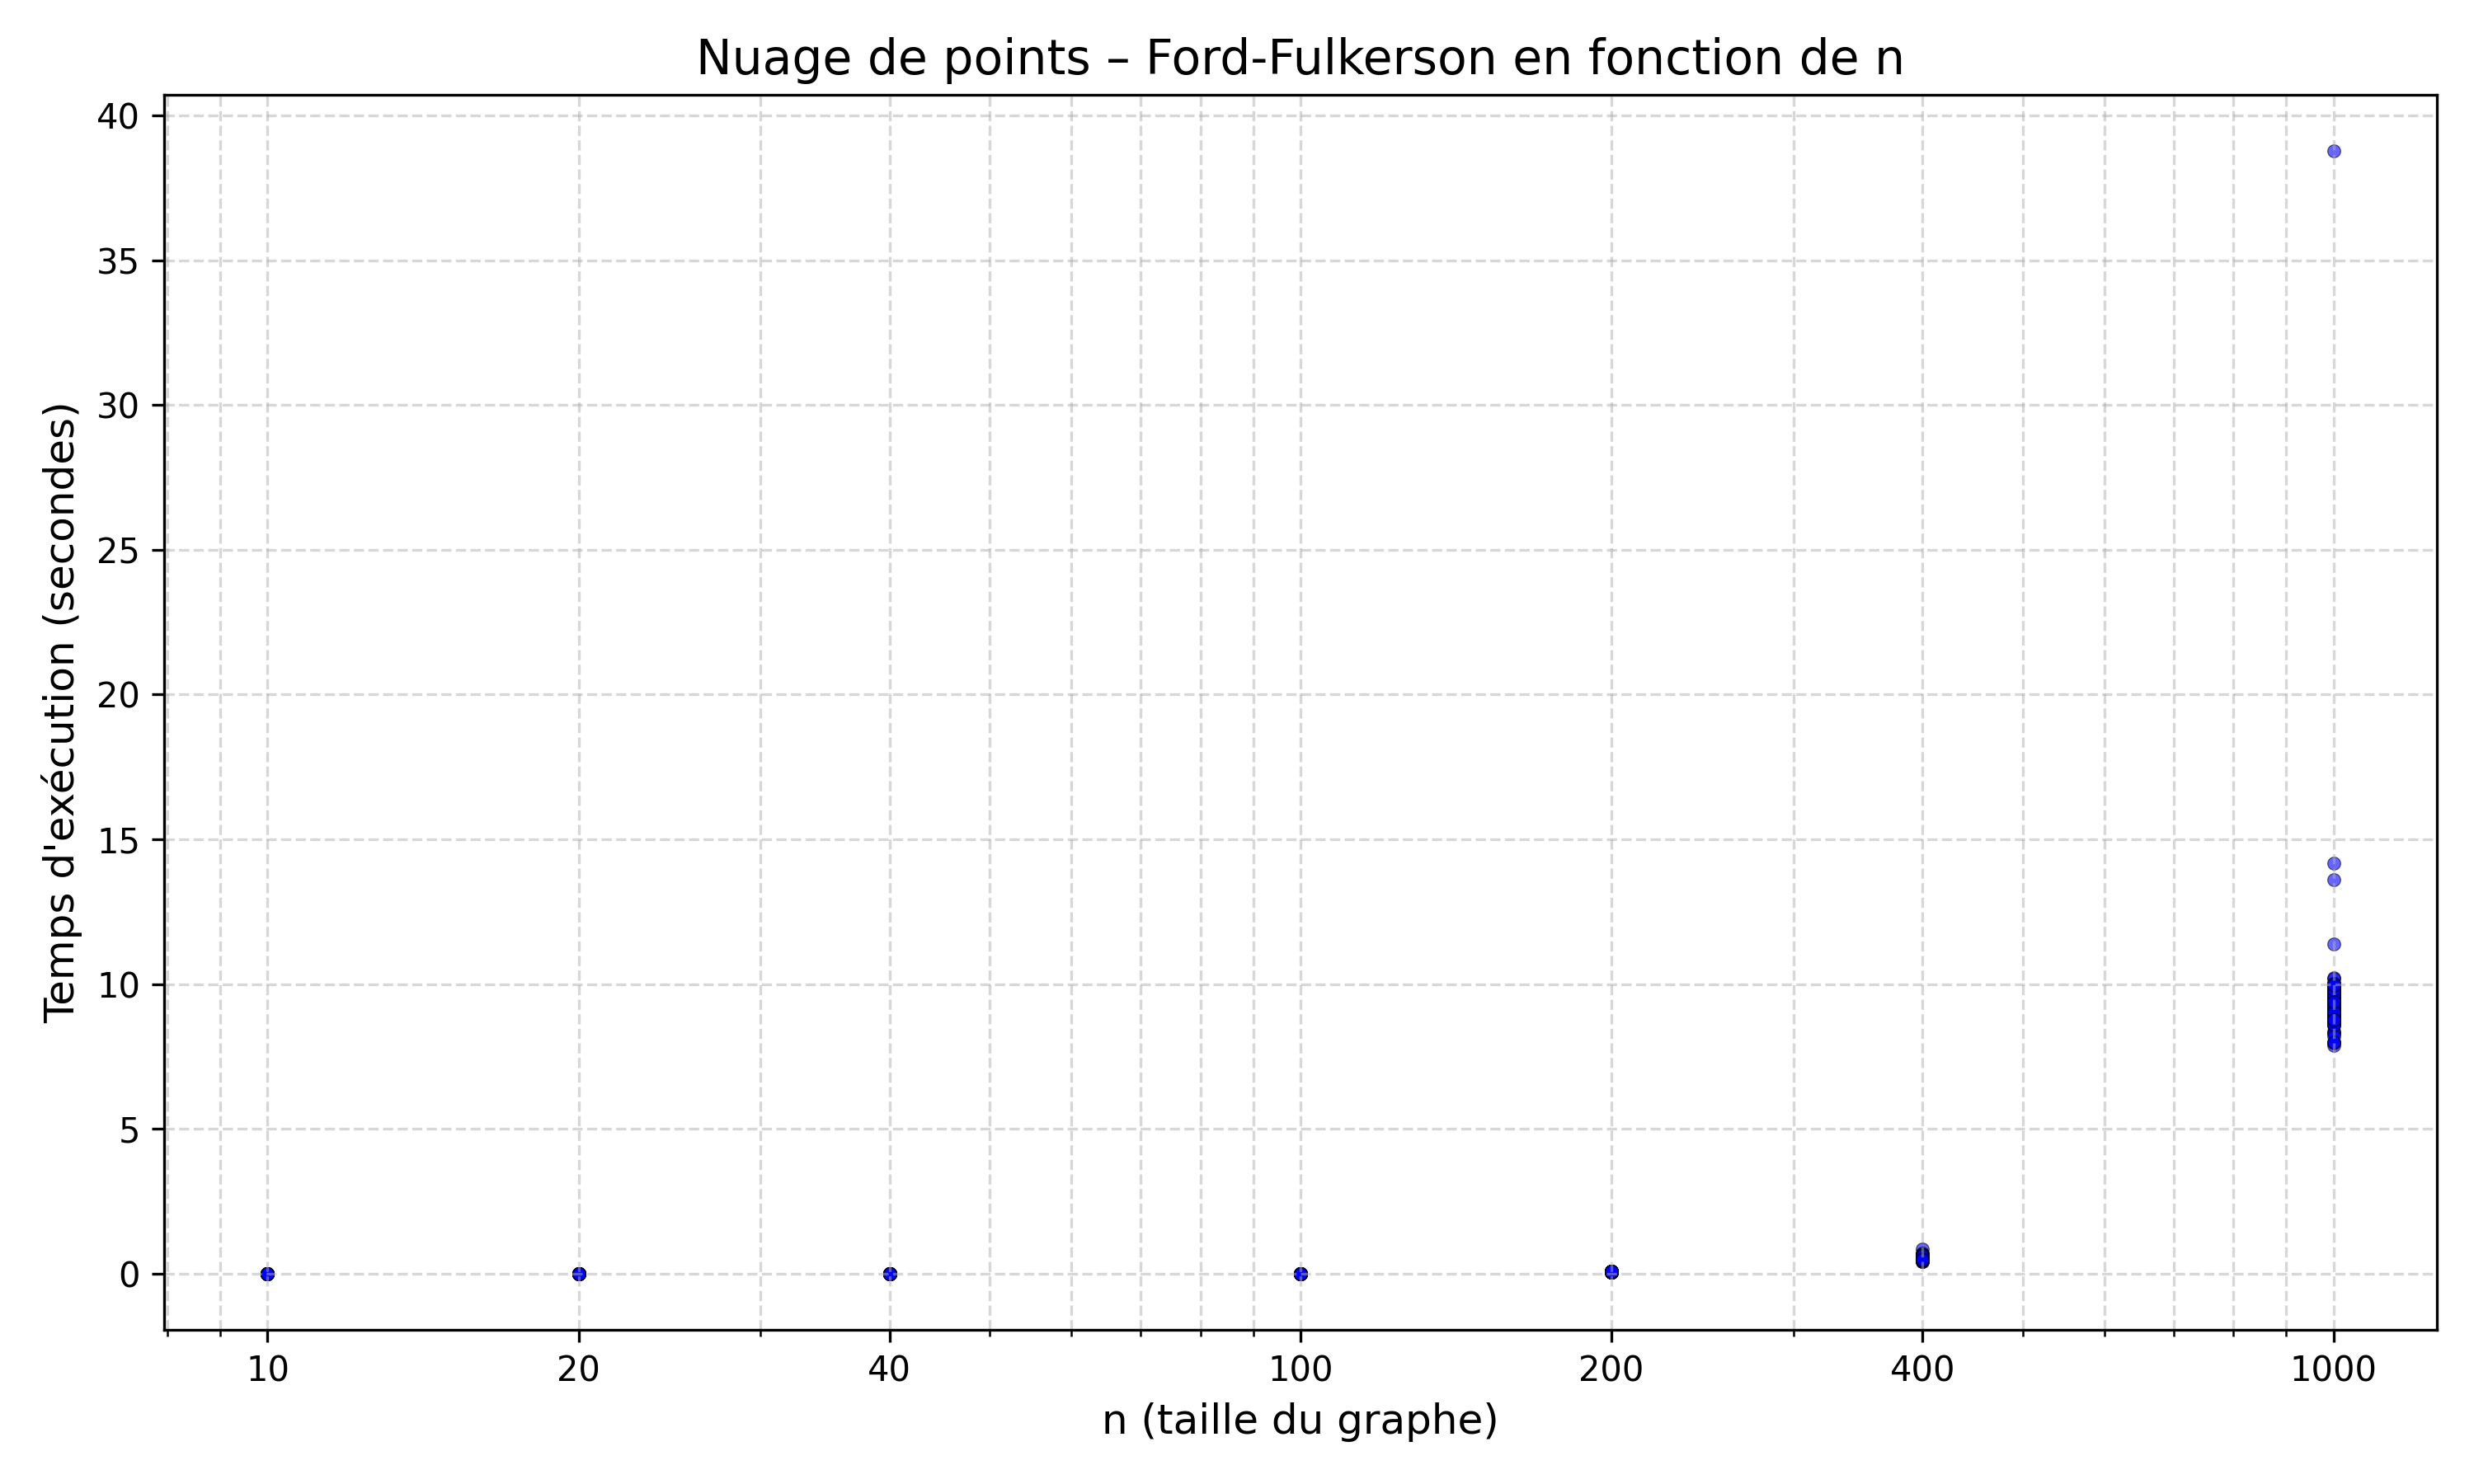 Nuage de points – Ford-Fulkerson en fonction de n
Temps d'exécution (secondes)
40
35
30
25
20
15
10
5
0
10 20 40 100 200 400 1000
n (taille du graphe)